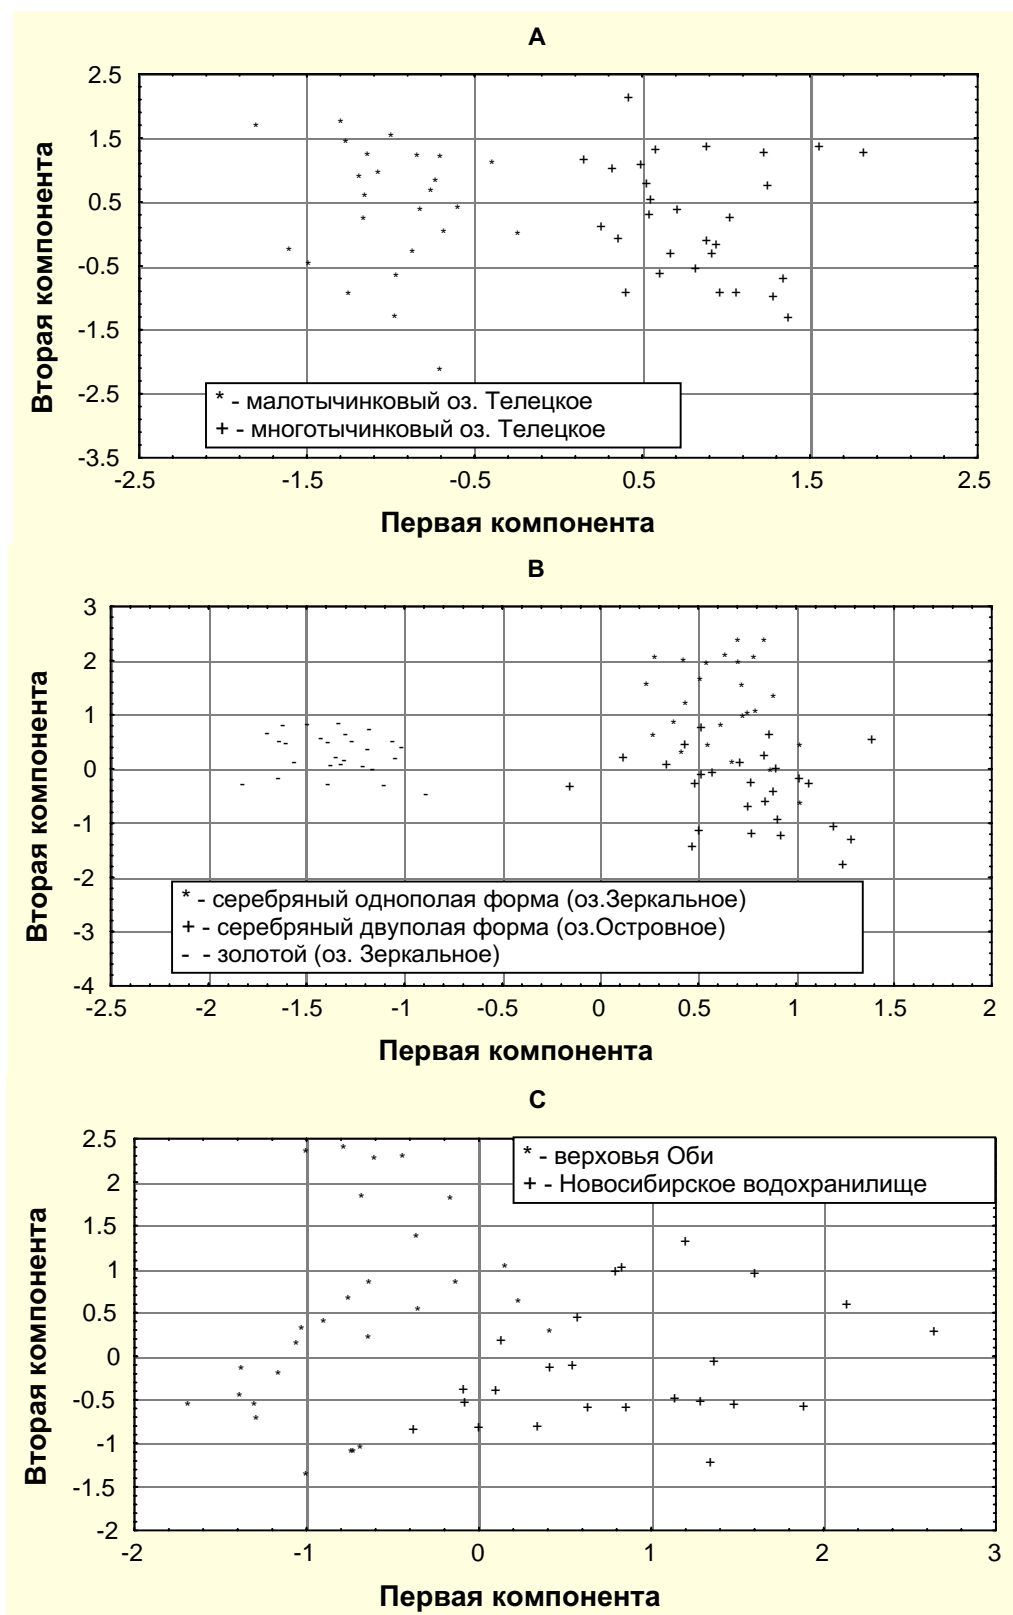 A
2.5
1.5
0.5
-0.5
-1.5
-2.5
-3.5
Вторая компонента
* - малотычинковый оз. Телецкое
+ - многотычинковый оз. Телецкое
-2.5 -1.5 -0.5 0.5 1.5 2.5
Первая компонента
B
3
2
1
0
-1
-2
-3
-4
Вторая компонента
* - серебряный однополая форма (оз.Зеркальное)
+ - серебряный двуполая форма (оз.Островное)
- - золотой (оз. Зеркальное)
-2.5 -2 -1.5 -1 -0.5 0 0.5 1 1.5 2
Первая компонента
C
2.5
2
1.5
1
0.5
0
-0.5
-1
-1.5
-2
Вторая компонента
* - верховья Оби
+ - Новосибирское водохранилище
-2 -1 0 1 2 3
Первая компонента